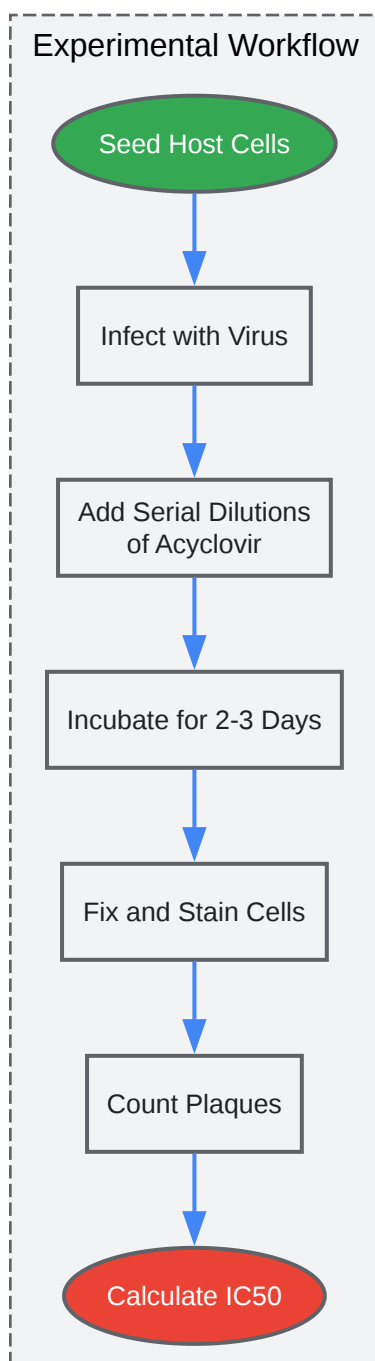 Experimental Workflow
Seed Host Cells
Infect with Virus
Add Serial Dilutions
of Acyclovir
Incubate for 2-3 Days
Fix and Stain Cells
Count Plaques
Calculate IC50